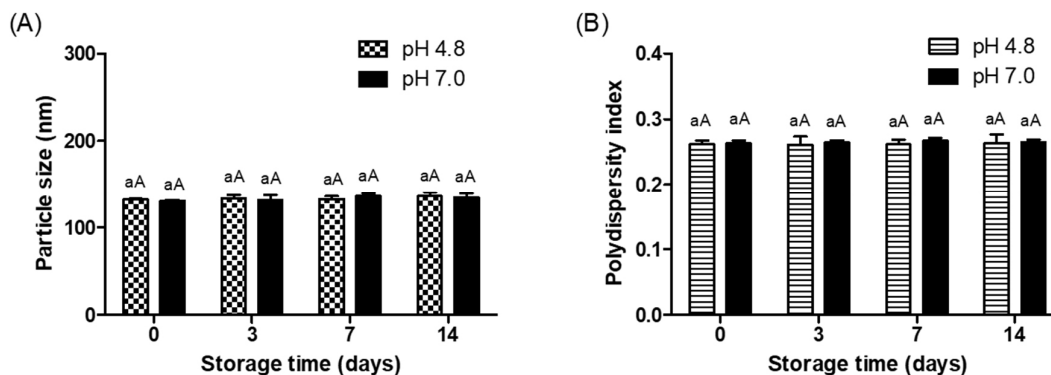 (A)
pH 4.8
pH 7.0
Particle size (nm)
300
200
100
0
aA aA aA aA aA aA aA aA
0 3 7 14
Storage time (days)
(B)
pH 4.8
pH 7.0
Polydispersity index
0.4
0.3
0.2
0.1
0.0
aA aA aA aA aA aA aA aA
0 3 7 14
Storage time (days)